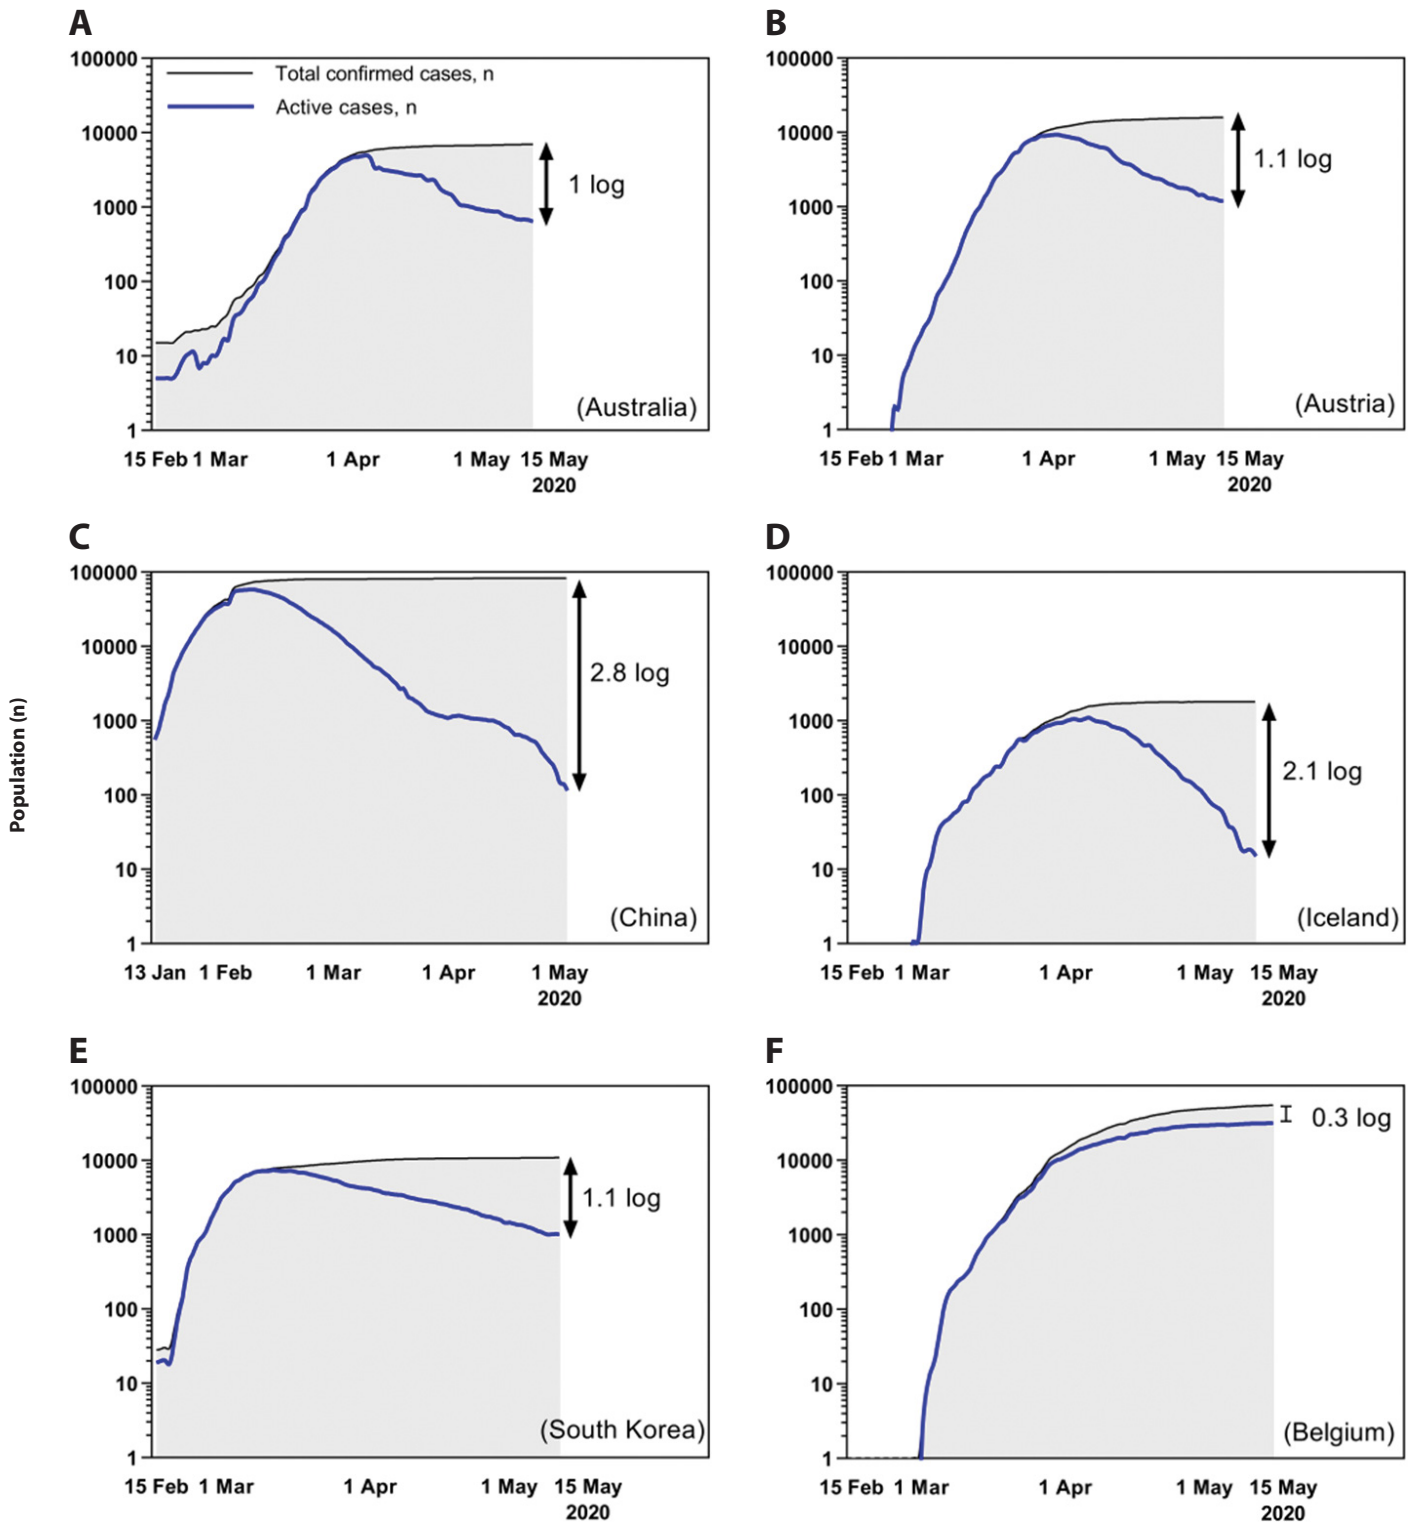 A
100000
10000
1000
100
10
1
Total confirmed cases, n
Active cases, n
1 log
(Australia)
15 Feb 1 Mar 1 Apr 1 May 15 May
2020
B
100000
10000
1000
100
10
1
1.1 log
(Austria)
15 Feb 1 Mar 1 Apr 1 May 15 May
2020
Population (n)
C
100000
10000
1000
100
10
1
2.8 log
(China)
13 Jan 1 Feb 1 Mar 1 Apr 1 May
2020
D
100000
10000
1000
100
10
1
2.1 log
(Iceland)
15 Feb 1 Mar 1 Apr 1 May 15 May
2020
E
100000
10000
1000
100
10
1
1.1 log
(South Korea)
15 Feb 1 Mar 1 Apr 1 May 15 May
2020
F
100000
10000
1000
100
10
1
0.3 log
(Belgium)
15 Feb 1 Mar 1 Apr 1 May 15 May
2020